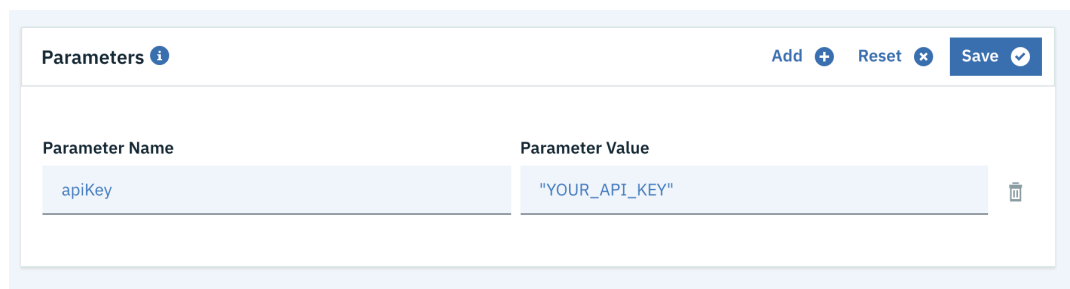 Parameters
Add
Reset
Save
Parameter Name
Parameter Value
apiKey
"YOUR_API_KEY"